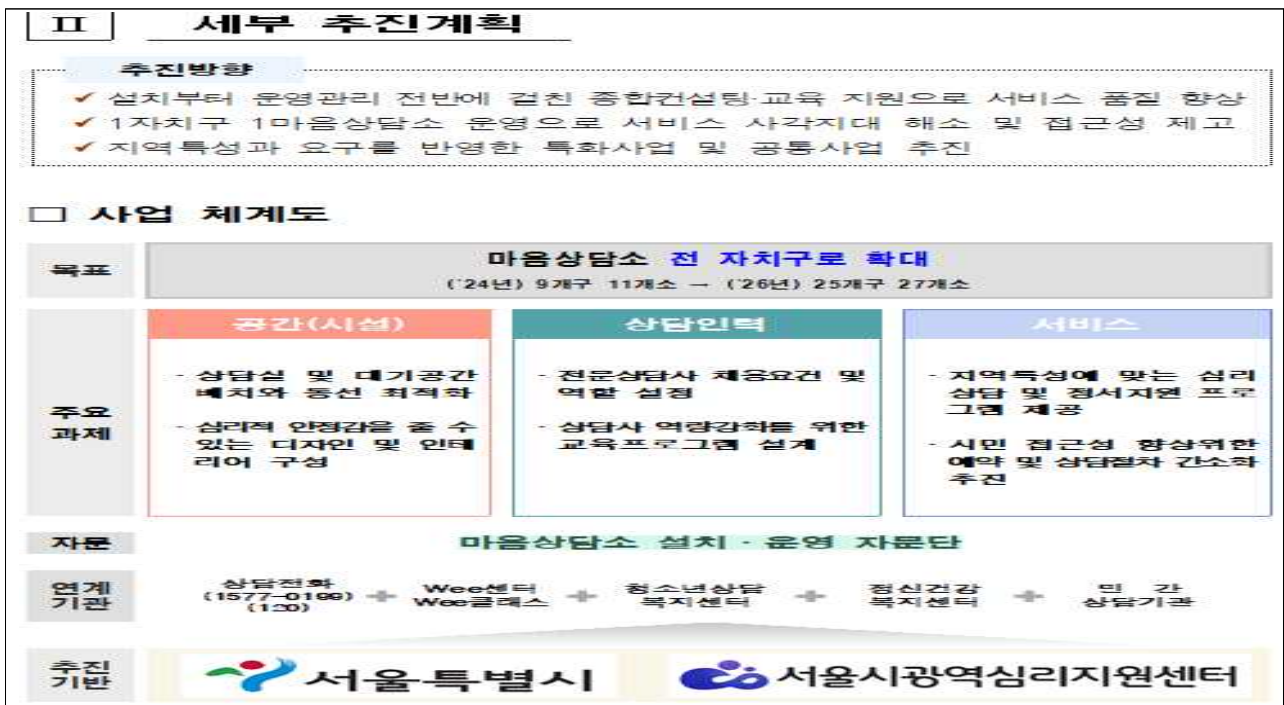 Ⅱ 세부 추진계획
추진방향
✓ 설치부터 운영관리 전반에 걸친 종합컨설팅·교육 지원으로 서비스 품질 향상
✓ 1자치구 1마음상담소 운영으로 서비스 사각지대 해소 및 접근성 제고
✓ 지역특성과 요구를 반영한 특화사업 및 공통사업 추진
□ 사업 체계도
목표
마음상담소 전 자치구로 확대
('24년) 9개구 11개소 → ('26년) 25개구 27개소
주요
과제
공간(시설)
- 상담실 및 대기공간
배치와 동선 최적화
- 심리적 안정감을 줄 수
있는 디자인 및 인테
리어 구성
상담인력
- 전문상담사 채용요건 및
역할 설정
- 상담사 역량강화를 위한
교육프로그램 설계
서비스
- 지역특성에 맞는 심리
상담 및 정서지원 프로
그램 제공
- 시민 접근성 향상위한
예약 및 상담절차 간소화
추진
자문
마음상담소 설치·운영 자문단
연계
기관
상담전화
(1577-0199)
(120)
+
Wee센터
Wee클래스
+
청소년상담
복지센터
+
정신건강
복지센터
+
민 간
상담기관
추진
기반
서울특별시
서울시광역심리지원센터